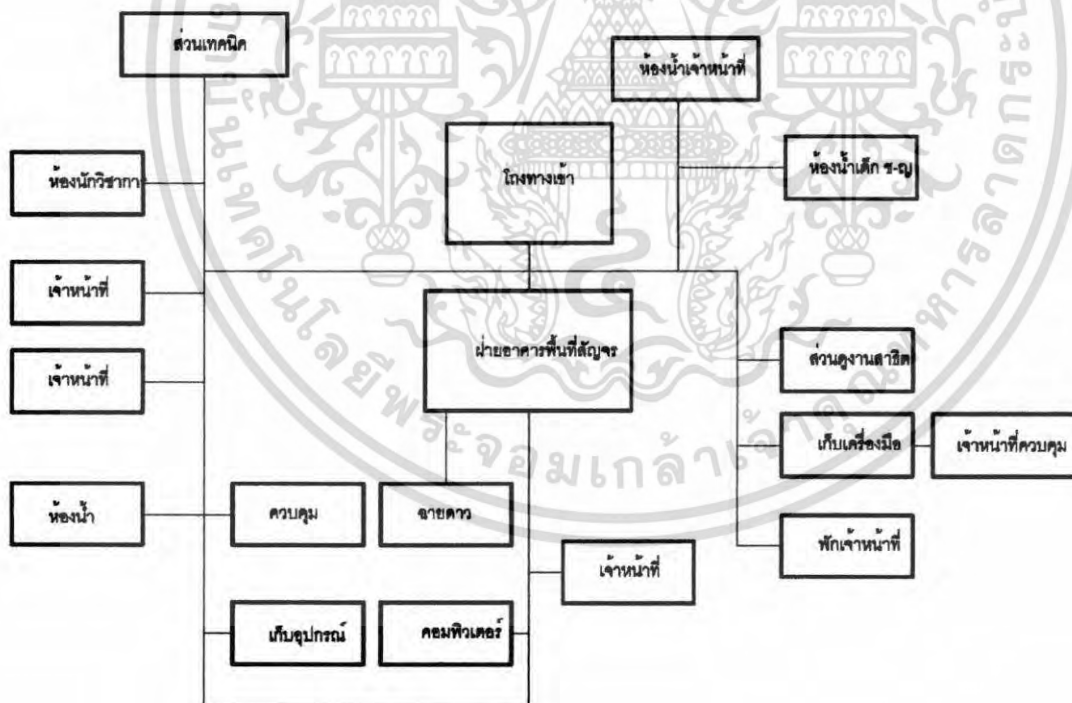 ส่วนเทคนิค
ห้องน้ำเจ้าหน้าที่
ห้องนักวิชากา
โถงทางเข้า
ห้องน้ำเด็ก ช-ญ
เจ้าหน้าที่
ฝ่ายอาคารพื้นที่สัญจร
เจ้าหน้าที่
ส่วนดูงานสาธิต
เก็บเครื่องมือ
เจ้าหน้าที่ควบคุม
ห้องน้ำ
ควบคุม
ฉายดาว
พักเจ้าหน้าที่
เจ้าหน้าที่
เก็บอุปกรณ์
คอมพิวเตอร์